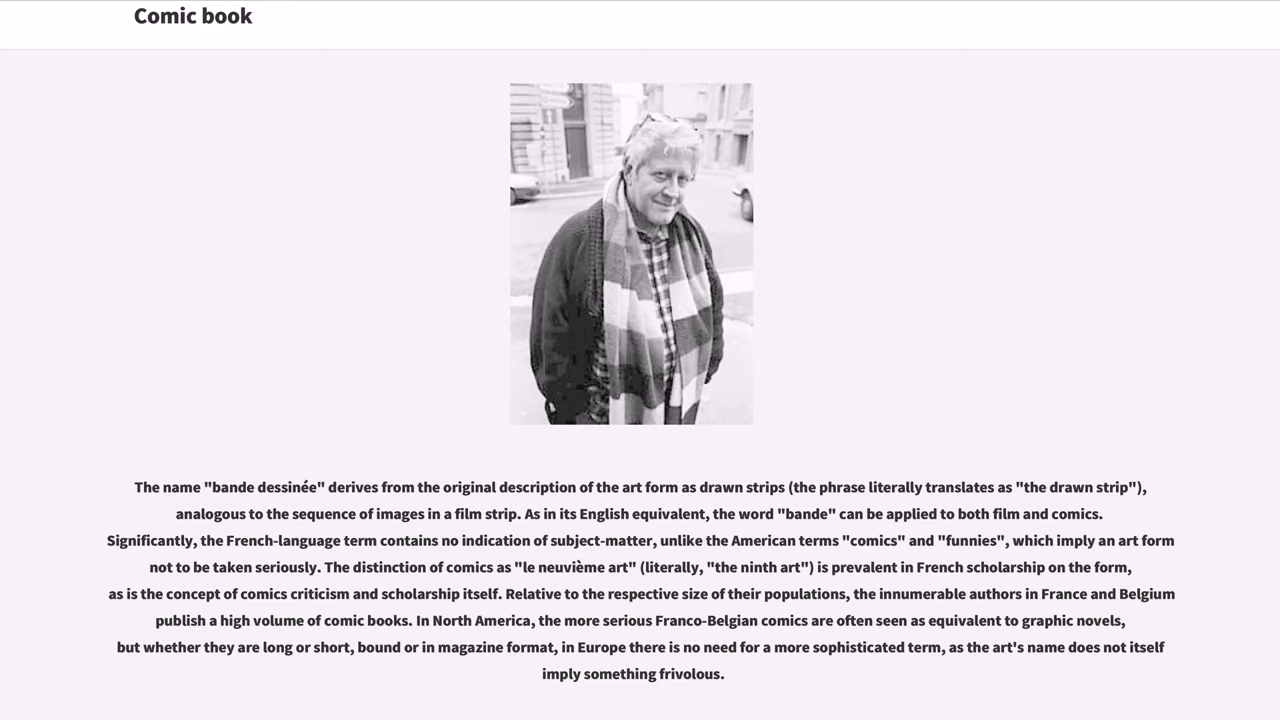 Comic book
The name "bande dessinée" derives from the original description of the art form as drawn strips (the phrase literally translates as "the drawn strip"),
analogous to the sequence of images in a film strip. As in its English equivalent, the word "bande" can be applied to both film and comics.
Significantly, the French-language term contains no indication of subject-matter, unlike the American terms "comics" and "funnies", which imply an art form
not to be taken seriously. The distinction of comics as "le neuvième art" (literally, "the ninth art") is prevalent in French scholarship on the form,
as is the concept of comics criticism and scholarship itself. Relative to the respective size of their populations, the innumerable authors in France and Belgium
publish a high volume of comic books. In North America, the more serious Franco-Belgian comics are often seen as equivalent to graphic novels,
but whether they are long or short, bound or in magazine format, in Europe there is no need for a more sophisticated term, as the art's name does not itself
imply something frivolous.